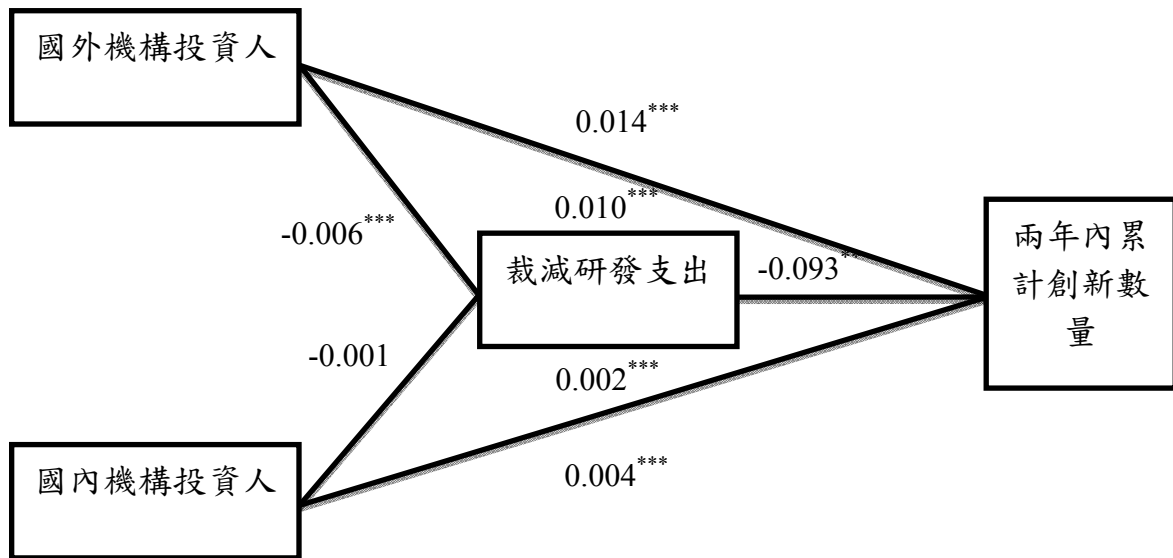 國外機構投資人
0.014***
0.010***
-0.006***
裁減研發支出
-0.093**
兩年內累
計創新數
量
-0.001
0.002***
國內機構投資人
0.004***